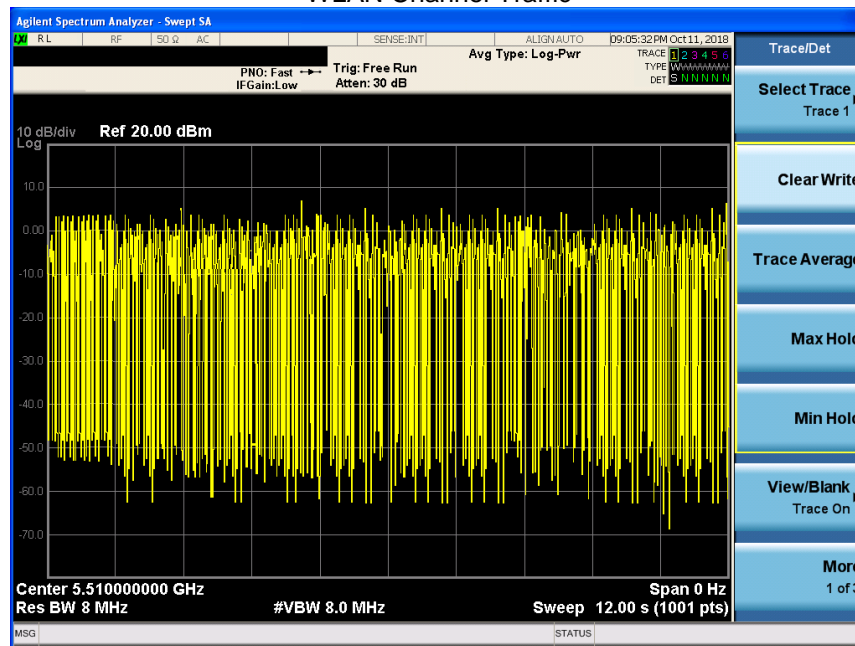 WLAN Channel Traffic
Agilent Spectrum Analyzer - Swept SA
LXI RL RF 50 Ω AC SENSE:INT ALIGN AUTO 09:05:32 PM Oct 11, 2018
Avg Type: Log-Pwr TRACE 1 2 3 4 5 6
PNO: Fast Trig: Free Run TYPE WWWWWW
IFGain:Low Atten: 30 dB DET S N N N N N
10 dB/div Ref 20.00 dBm
Log
10.0
0.00
-10.0
-20.0
-30.0
-40.0
-50.0
-60.0
-70.0
Center 5.510000000 GHz Span 0 Hz
Res BW 8 MHz #VBW 8.0 MHz Sweep 12.00 s (1001 pts)
MSG STATUS
Trace/Det
Select Trace
Trace 1
Clear Write
Trace Average
Max Hold
Min Hold
View/Blank
Trace On
More
1 of 3